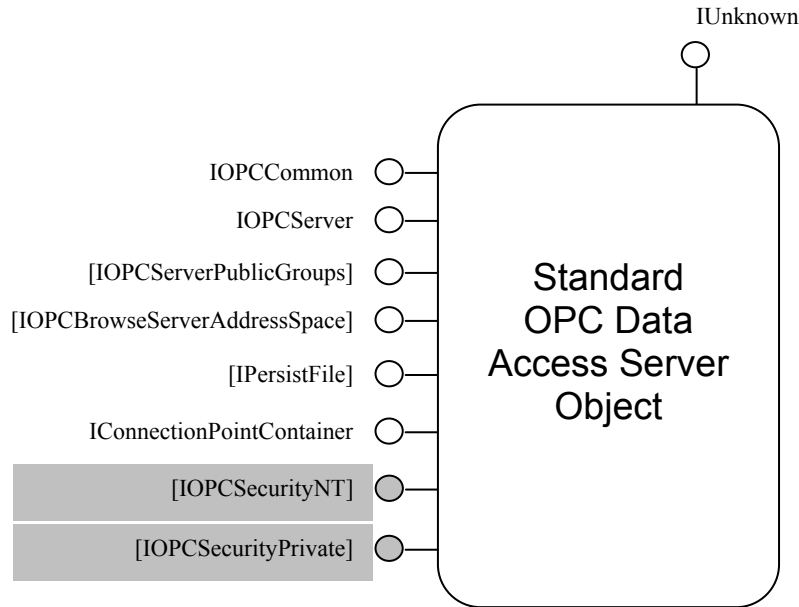 IUnknown
IOPCCommon
IOPCServer
[IOPCServerPublicGroups]
[IOPCBrowseServerAddressSpace]
[IPersistFile]
IConnectionPointContainer
[IOPCSecurityNT]
[IOPCSecurityPrivate]
Standard
OPC Data
Access Server
Object